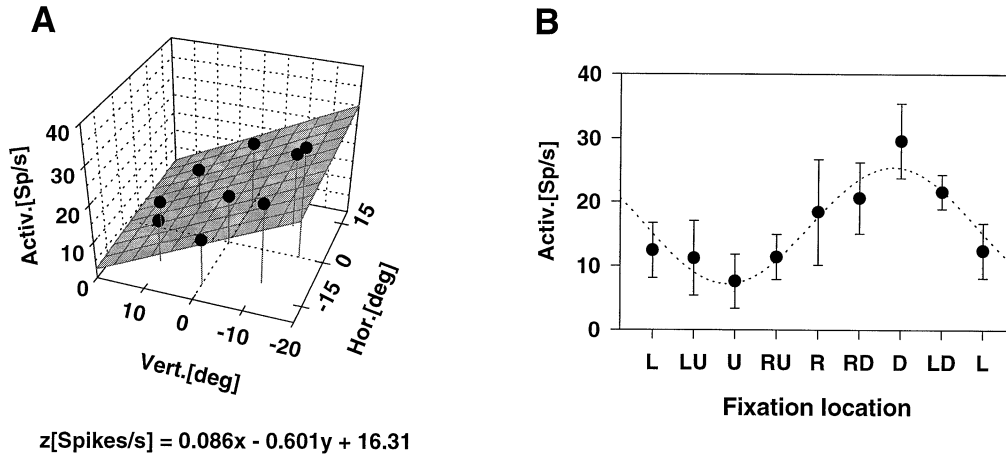 A
Activ.[Sp/s]
40
30
20
10
0
10
0
-10
-20
Vert.[deg]
15
0
-15
Hor.[deg]
z[Spikes/s] = 0.086x - 0.601y + 16.31
B
Activ.[Sp/s]
40
30
20
10
0
L LU U RU R RD D LD L
Fixation location